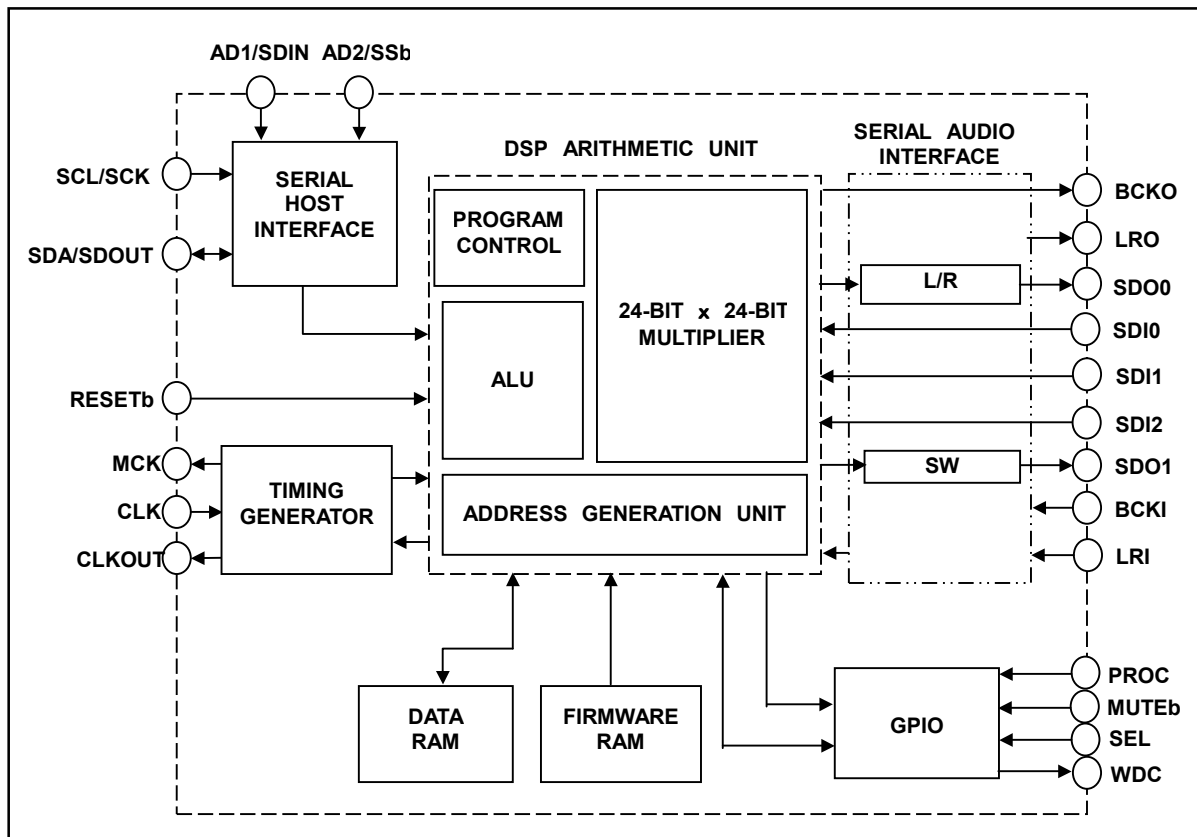 AD1/SDIN AD2/SSb
SCL/SCK
SDA/SDOUT
RESETb
MCK
CLK
CLKOUT
SERIAL
HOST
INTERFACE
TIMING
GENERATOR
DSP ARITHMETIC UNIT
PROGRAM
CONTROL
ALU
24-BIT x 24-BIT
MULTIPLIER
ADDRESS GENERATION UNIT
SERIAL AUDIO
INTERFACE
L/R
SW
BCKO
LRO
SDO0
SDI0
SDI1
SDI2
SDO1
BCKI
LRI
DATA
RAM
FIRMWARE
RAM
GPIO
PROC
MUTEb
SEL
WDC